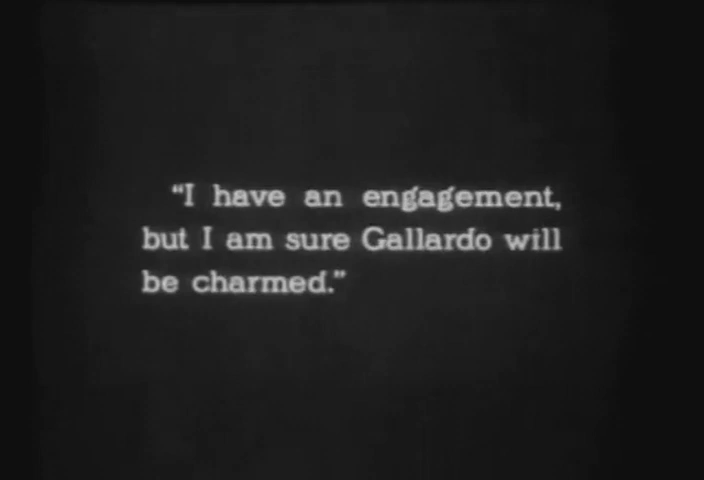 “I have an engagement,
but I am sure Gallardo will
be charmed.”